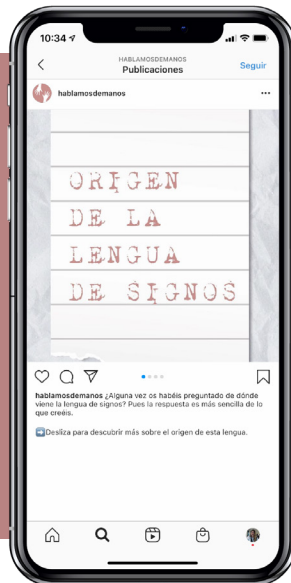 10:34
HABLAMOSDEMANOS
Publicaciones
Seguir
hablamosdemanos
ORIGEN
DE LA
LENGUA
DE SIGNOS
hablamosdemanos ¿Alguna vez os habéis preguntado de dónde
viene la lengua de signos? Pues la respuesta es más sencilla de lo
que creéis.
Desliza para descubrir más sobre el origen de esta lengua.